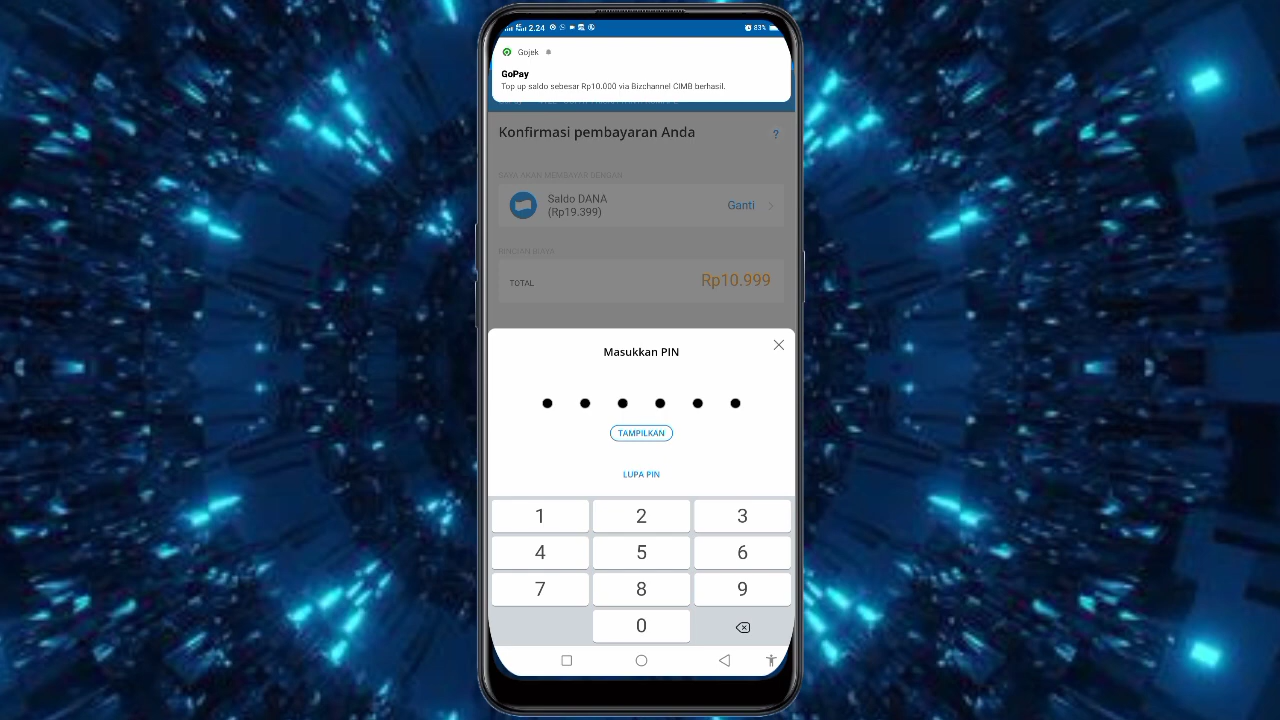 2.24
83%
Gojek
GoPay
Top up saldo sebesar Rp10.000 via Bizchannel CIMB berhasil.
Konfirmasi pembayaran Anda
?
SAYA AKAN MEMBAYAR DENGAN
Saldo DANA
(Rp19.399)
Ganti
RINCIAN BIAYA
TOTAL
Rp10.999
Masukkan PIN
TAMPILKAN
LUPA PIN
1 2 3
4 5 6
7 8 9
0